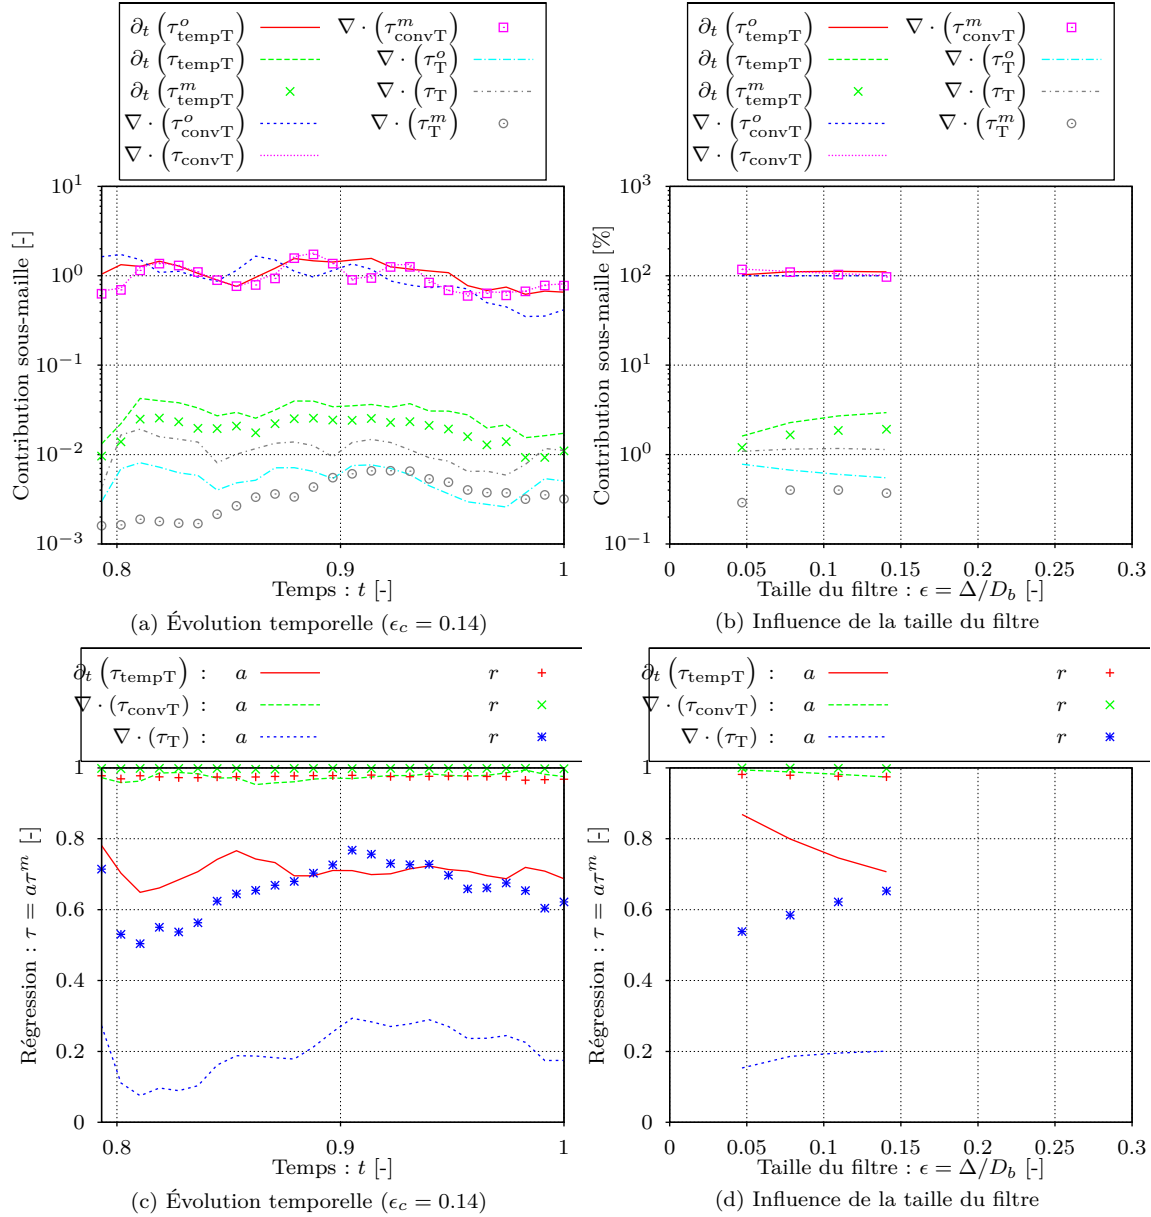 ∂t (τ^o_tempT) ∇ · (τ^m_convT)
∂t (τ_tempT) ∇ · (τ^o_T)
∂t (τ^m_tempT) ∇ · (τ_T)
∇ · (τ^o_convT) ∇ · (τ^m_T)
∇ · (τ_convT)
Contribution sous-maille [-]
10^1
10^0
10^−1
10^−2
10^−3
0.8 0.9 1
Temps : t [-]
(a) Évolution temporelle (ϵc = 0.14)
∂t (τ^o_tempT) ∇ · (τ^m_convT)
∂t (τ_tempT) ∇ · (τ^o_T)
∂t (τ^m_tempT) ∇ · (τ_T)
∇ · (τ^o_convT) ∇ · (τ^m_T)
∇ · (τ_convT)
Contribution sous-maille [%]
10^3
10^2
10^1
10^0
10^−1
0 0.05 0.1 0.15 0.2 0.25 0.3
Taille du filtre : ϵ = Δ/D_b [-]
(b) Influence de la taille du filtre
∂t (τ_tempT) : a r
∇ · (τ_convT) : a r
∇ · (τ_T) : a r
Régression : τ = aτ^m [-]
1
0.8
0.6
0.4
0.2
0
0.8 0.9 1
Temps : t [-]
(c) Évolution temporelle (ϵc = 0.14)
∂t (τ_tempT) : a r
∇ · (τ_convT) : a r
∇ · (τ_T) : a r
Régression : τ = aτ^m [-]
1
0.8
0.6
0.4
0.2
0
0 0.05 0.1 0.15 0.2 0.25 0.3
Taille du filtre : ϵ = Δ/D_b [-]
(d) Influence de la taille du filtre